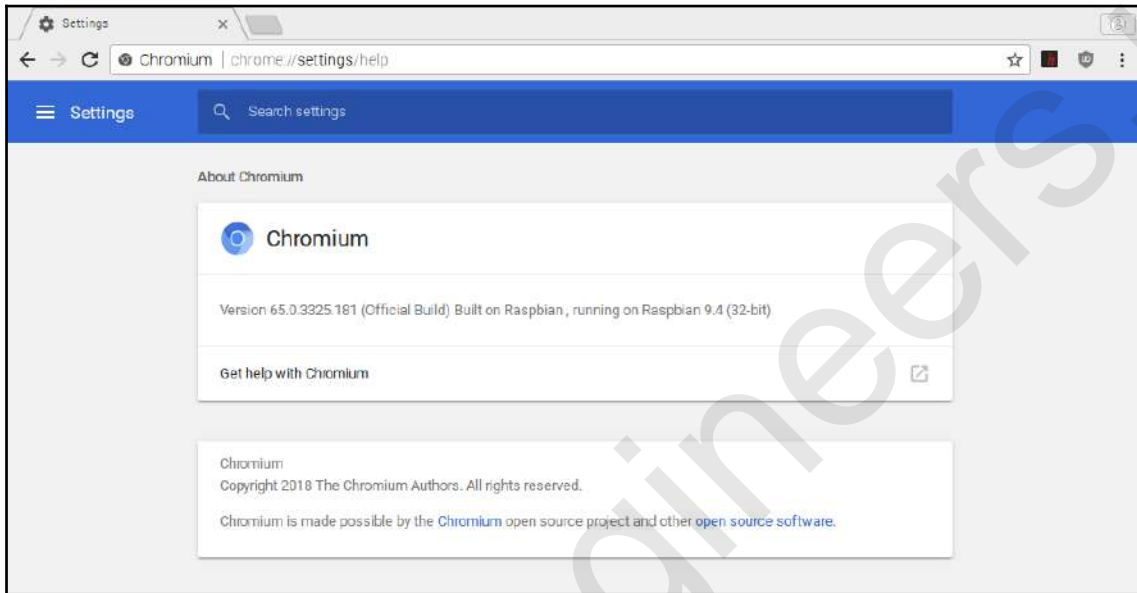 Settings
Chromium | chrome://settings/help
Settings
Search settings
About Chromium
Chromium
Version 65.0.3325.181 (Official Build) Built on Raspbian , running on Raspbian 9.4 (32-bit)
Get help with Chromium
Chromium
Copyright 2018 The Chromium Authors. All rights reserved.
Chromium is made possible by the Chromium open source project and other open source software.